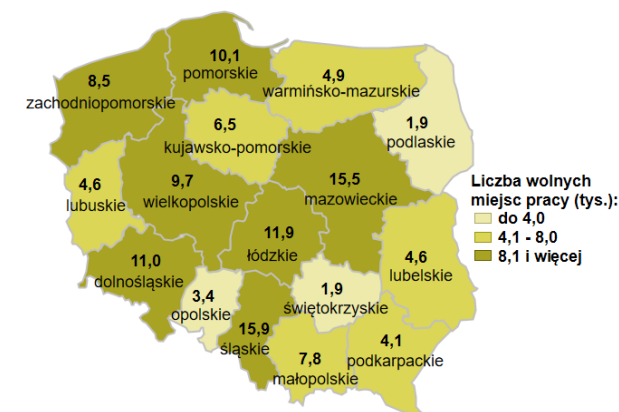 10,1
pomorskie
8,5
zachodniopomorskie
4,9
warmińsko-mazurskie
1,9
podlaskie
6,5
kujawsko-pomorskie
4,6
lubuskie
9,7
wielkopolskie
15,5
mazowieckie
11,9
łódzkie
11,0
dolnośląskie
3,4
opolskie
15,9
śląskie
1,9
świętokrzyskie
4,6
lubelskie
7,8
małopolskie
4,1
podkarpackie
Liczba wolnych
miejsc pracy (tys.):
do 4,0
4,1 - 8,0
8,1 i więcej